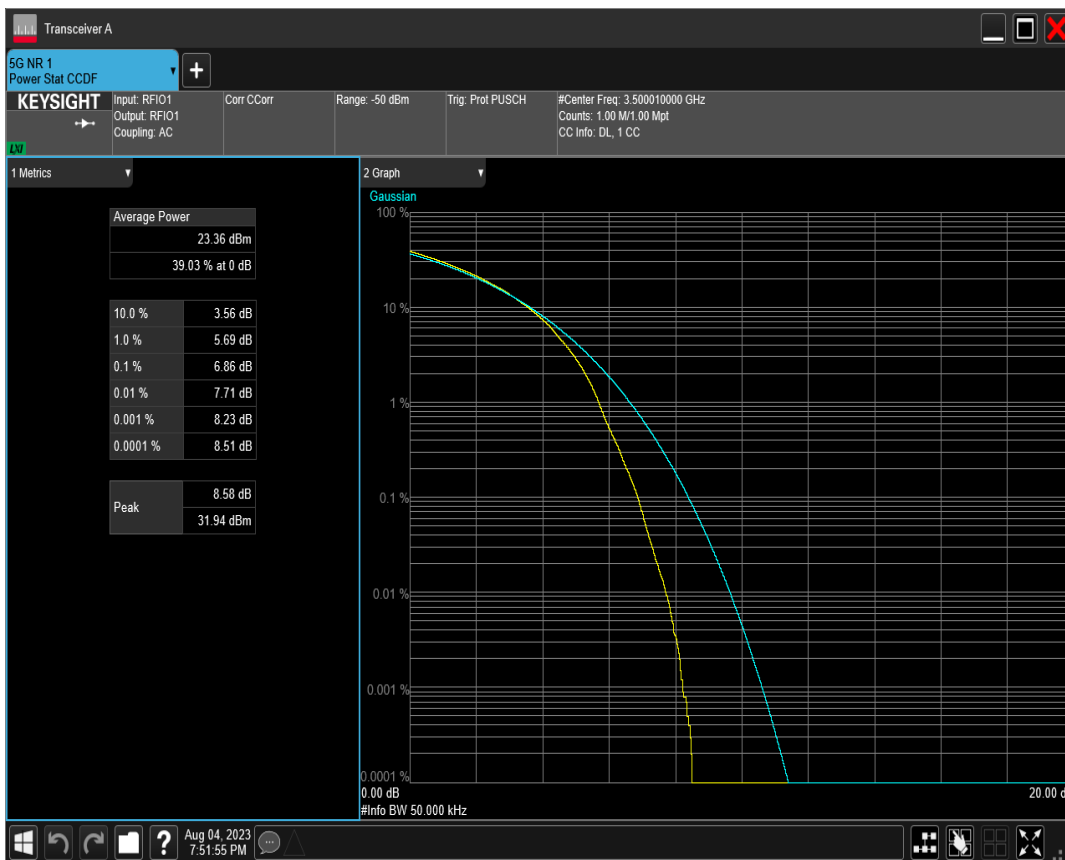 Transceiver A
5G NR 1
Power Stat CCDF
+
KEYSIGHT
LXI
Input: RFIO1
Output: RFIO1
Coupling: AC
Corr CCorr
Range: -50 dBm
Trig: Prot PUSCH
#Center Freq: 3.500010000 GHz
Counts: 1.00 M/1.00 Mpt
CC Info: DL, 1 CC
1 Metrics
Average Power
23.36 dBm
39.03 % at 0 dB
10.0 % 3.56 dB
1.0 % 5.69 dB
0.1 % 6.86 dB
0.01 % 7.71 dB
0.001 % 8.23 dB
0.0001 % 8.51 dB
Peak
8.58 dB
31.94 dBm
2 Graph
Gaussian
100 %
10 %
1 %
0.1 %
0.01 %
0.001 %
0.0001 %
0.00 dB
20.00 d
#Info BW 50.000 kHz
?
Aug 04, 2023
7:51:55 PM